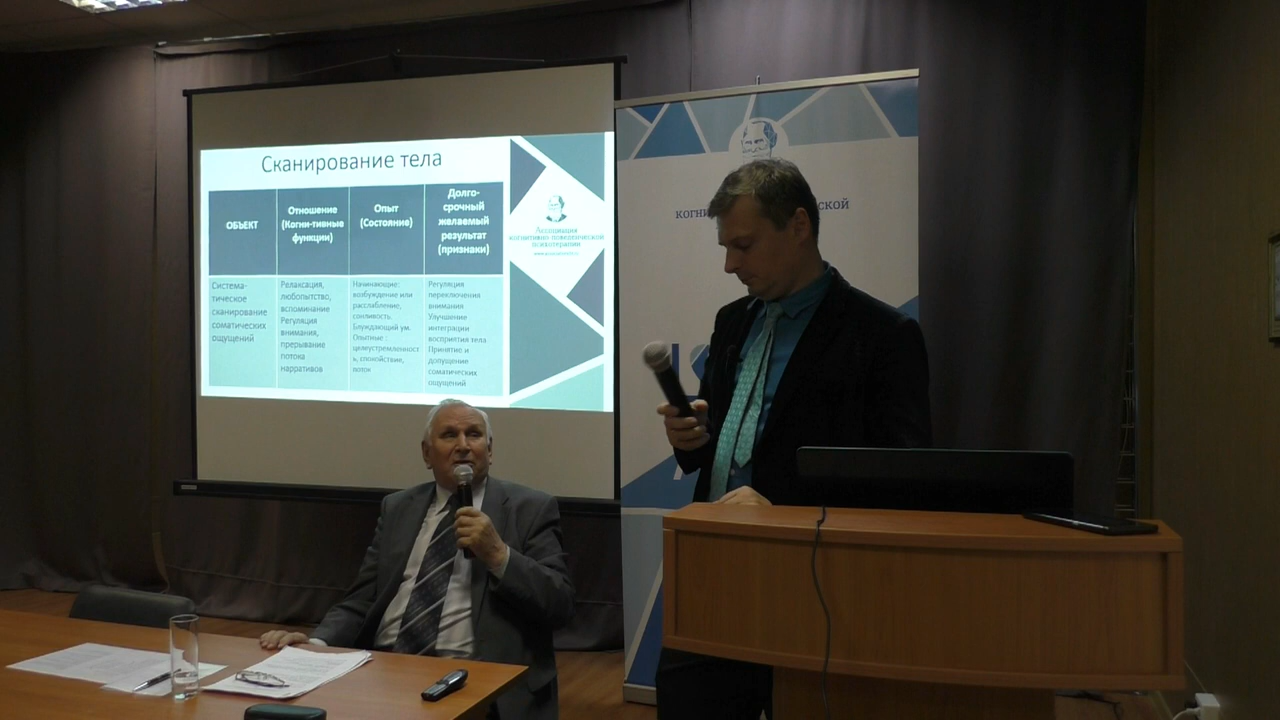 Сканирование тела
ОБЪЕКТ
Отношение
(Когни-тивные
функции)
Опыт
(Состояние)
Долго-
срочный
желаемый
результат
(признаки)
Система-
тическое
сканирование
соматических
ощущений
Релаксация,
любопытство,
вспоминание
Регуляция
внимания,
прерывание
потока
нарративов
Начинающие:
возбуждение или
расслабление,
сонливость.
Блуждающий ум.
Опытные :
целеустремленност
ь, спокойствие,
поток
Регуляция
переключения
внимания
Улучшение
интеграции
восприятия тела
Принятие и
допущение
соматических
ощущений
Ассоциация
когнитивно-поведенческой
психотерапии